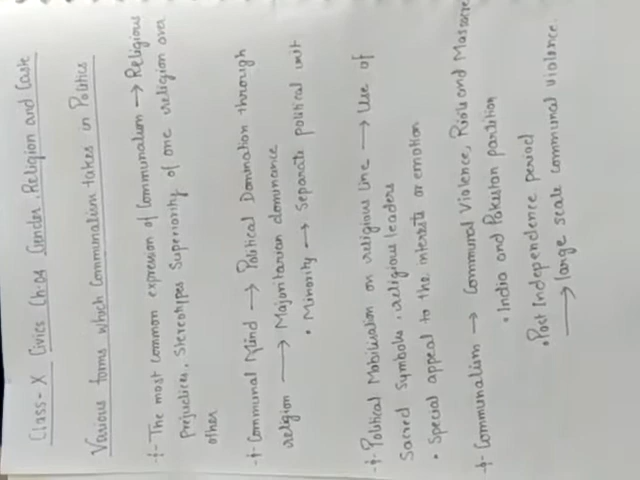 Class-X Civics Ch:04 Gender, Religion and Caste
Various forms which Communalism takes in Politics
-‡- The most common expression of Communalism → Religious
Prejudices, Stereotypes Superiority of one religion over
other
-‡- Communal Mind → Political Domination through
religion → Majoritarian dominance
• Minority → Separate political unit
-‡- Political Mobilisation on religious line → Use of
Sacred Symbols, religious leaders
• Special appeal to the interests or emotion
-‡- Communalism → Communal Violence, Riots and Massacre
• India and Pakistan partition
• Post Independence period
→ large scale communal violence.